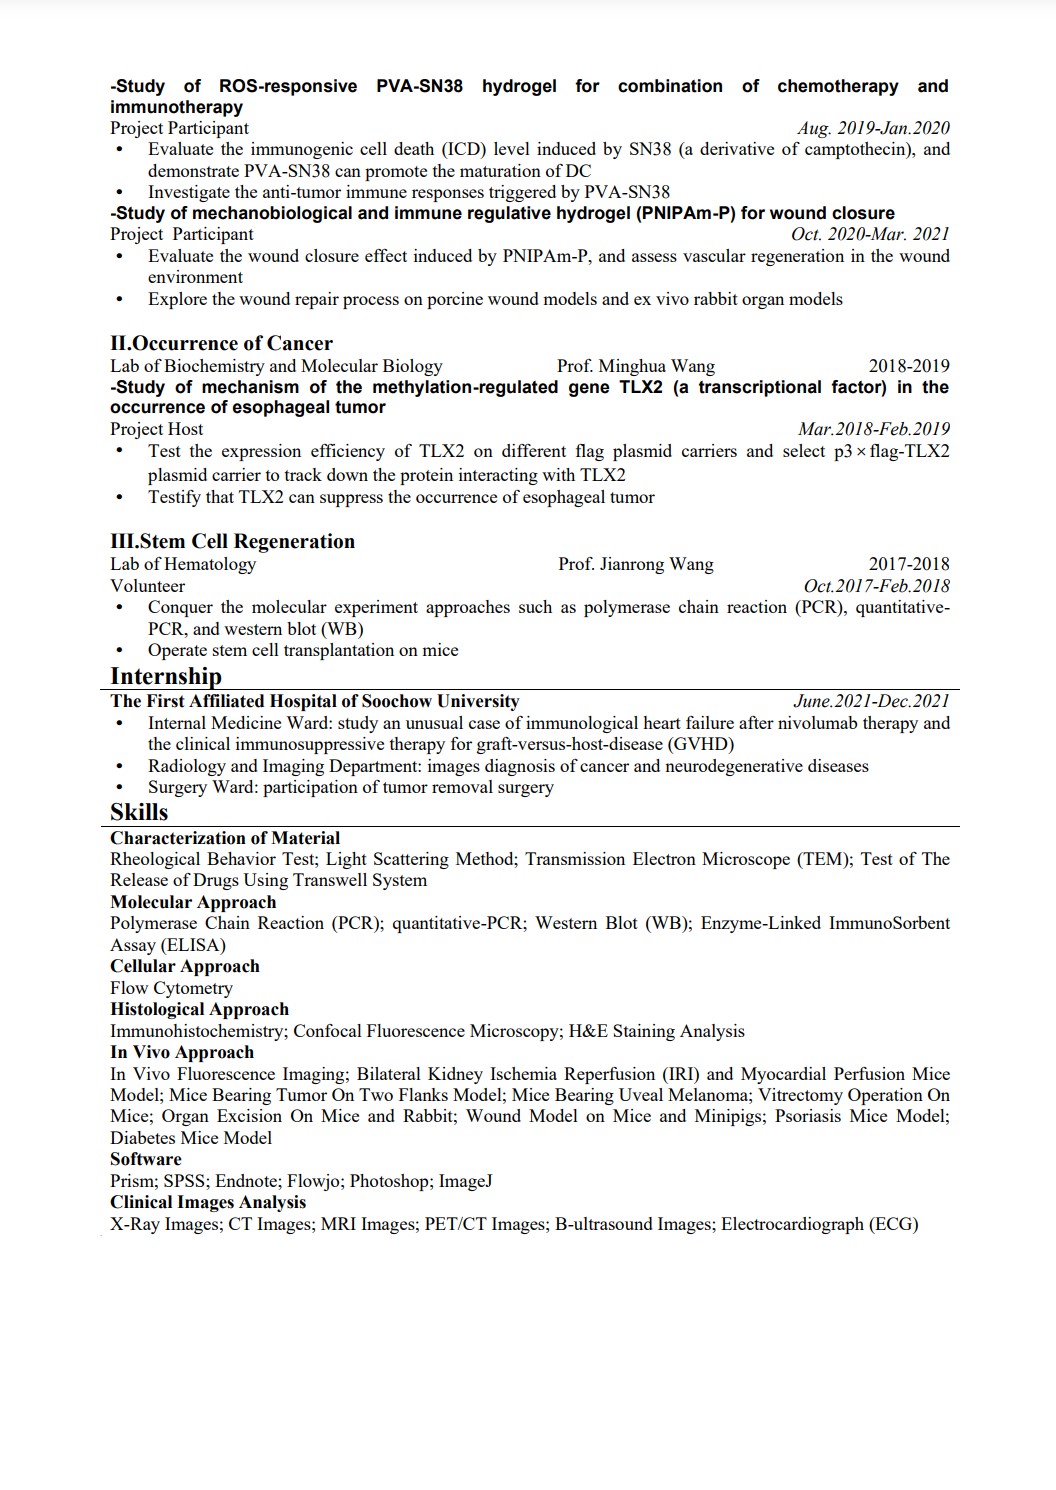 -Study of ROS-responsive PVA-SN38 hydrogel for combination of chemotherapy and
immunotherapy
Project Participant Aug. 2019-Jan.2020
• Evaluate the immunogenic cell death (ICD) level induced by SN38 (a derivative of camptothecin), and
demonstrate PVA-SN38 can promote the maturation of DC
• Investigate the anti-tumor immune responses triggered by PVA-SN38
-Study of mechanobiological and immune regulative hydrogel (PNIPAm-P) for wound closure
Project Participant Oct. 2020-Mar. 2021
• Evaluate the wound closure effect induced by PNIPAm-P, and assess vascular regeneration in the wound
environment
• Explore the wound repair process on porcine wound models and ex vivo rabbit organ models
II.Occurrence of Cancer
Lab of Biochemistry and Molecular Biology Prof. Minghua Wang 2018-2019
-Study of mechanism of the methylation-regulated gene TLX2 (a transcriptional factor) in the
occurrence of esophageal tumor
Project Host Mar.2018-Feb.2019
• Test the expression efficiency of TLX2 on different flag plasmid carriers and select p3×flag-TLX2
plasmid carrier to track down the protein interacting with TLX2
• Testify that TLX2 can suppress the occurrence of esophageal tumor
III.Stem Cell Regeneration
Lab of Hematology Prof. Jianrong Wang 2017-2018
Volunteer Oct.2017-Feb.2018
• Conquer the molecular experiment approaches such as polymerase chain reaction (PCR), quantitative-
PCR, and western blot (WB)
• Operate stem cell transplantation on mice
Internship
The First Affiliated Hospital of Soochow University June.2021-Dec.2021
• Internal Medicine Ward: study an unusual case of immunological heart failure after nivolumab therapy and
the clinical immunosuppressive therapy for graft-versus-host-disease (GVHD)
• Radiology and Imaging Department: images diagnosis of cancer and neurodegenerative diseases
• Surgery Ward: participation of tumor removal surgery
Skills
Characterization of Material
Rheological Behavior Test; Light Scattering Method; Transmission Electron Microscope (TEM); Test of The
Release of Drugs Using Transwell System
Molecular Approach
Polymerase Chain Reaction (PCR); quantitative-PCR; Western Blot (WB); Enzyme-Linked ImmunoSorbent
Assay (ELISA)
Cellular Approach
Flow Cytometry
Histological Approach
Immunohistochemistry; Confocal Fluorescence Microscopy; H&E Staining Analysis
In Vivo Approach
In Vivo Fluorescence Imaging; Bilateral Kidney Ischemia Reperfusion (IRI) and Myocardial Perfusion Mice
Model; Mice Bearing Tumor On Two Flanks Model; Mice Bearing Uveal Melanoma; Vitrectomy Operation On
Mice; Organ Excision On Mice and Rabbit; Wound Model on Mice and Minipigs; Psoriasis Mice Model;
Diabetes Mice Model
Software
Prism; SPSS; Endnote; Flowjo; Photoshop; ImageJ
Clinical Images Analysis
X-Ray Images; CT Images; MRI Images; PET/CT Images; B-ultrasound Images; Electrocardiograph (ECG)